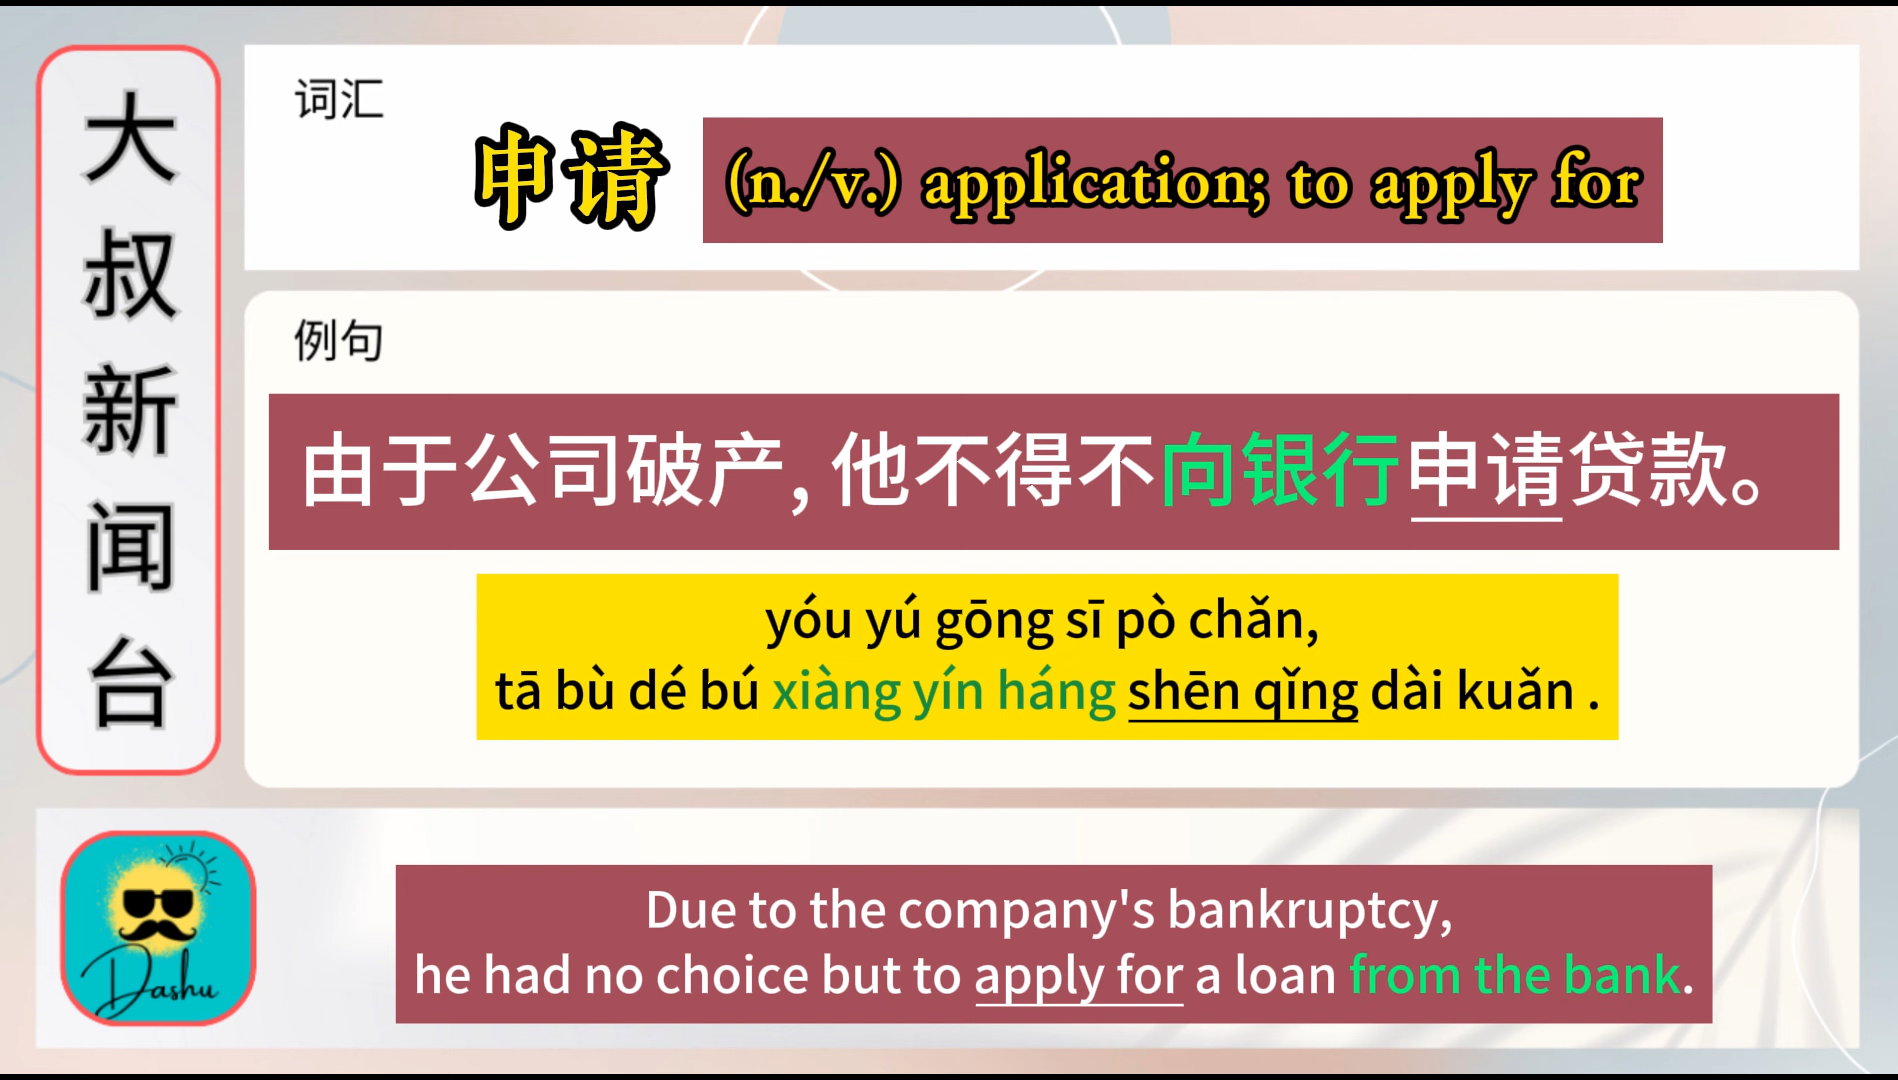 大叔新闻台
词汇
申请 (n./v.) application; to apply for
例句
由于公司破产, 他不得不向银行申请贷款。
yóu yú gōng sī pò chǎn,
tā bù dé bú xiàng yín háng shēn qǐng dài kuǎn .
Dashu
Due to the company's bankruptcy,
he had no choice but to apply for a loan from the bank.